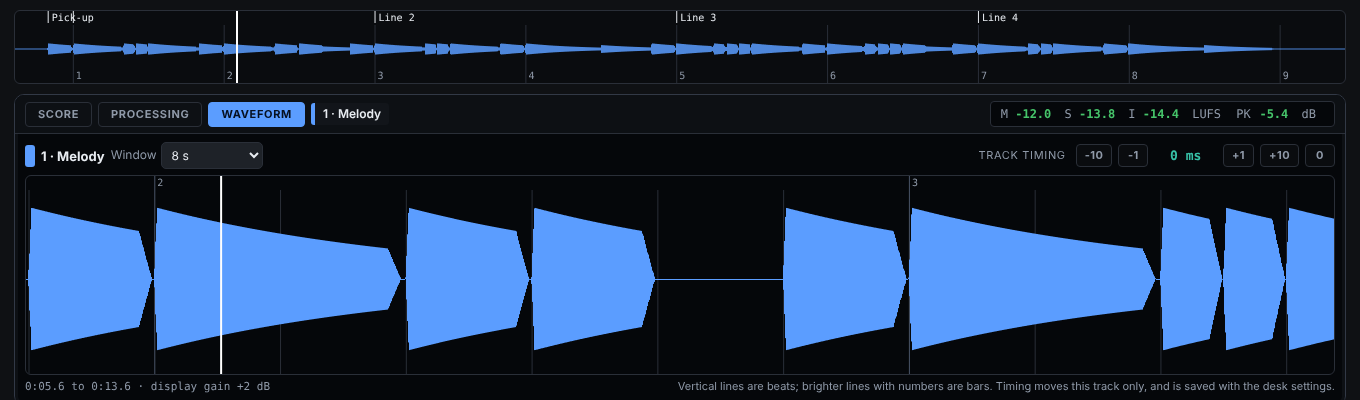 Pick-up Line 2 Line 3 Line 4
1 2 3 4 5 6 7 8 9
SCORE PROCESSING WAVEFORM 1 · Melody M -12.0 S -13.8 I -14.4 LUFS PK -5.4 dB
1 · Melody Window 8 s TRACK TIMING -10 -1 0 ms +1 +10 0
2 3
0:05.6 to 0:13.6 · display gain +2 dB Vertical lines are beats; brighter lines with numbers are bars. Timing moves this track only, and is saved with the desk settings.